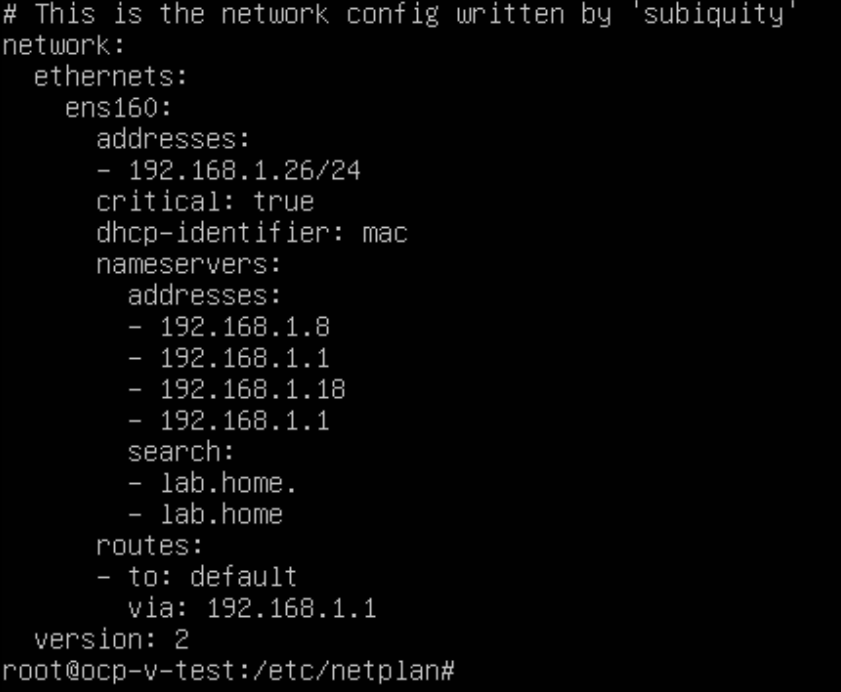 # This is the network config written by 'subiquity'
network:
  ethernets:
    ens160:
      addresses:
      - 192.168.1.26/24
      critical: true
      dhcp-identifier: mac
      nameservers:
        addresses:
        - 192.168.1.8
        - 192.168.1.1
        - 192.168.1.18
        - 192.168.1.1
        search:
        - lab.home.
        - lab.home
      routes:
      - to: default
        via: 192.168.1.1
  version: 2
root@ocp-v-test:/etc/netplan#